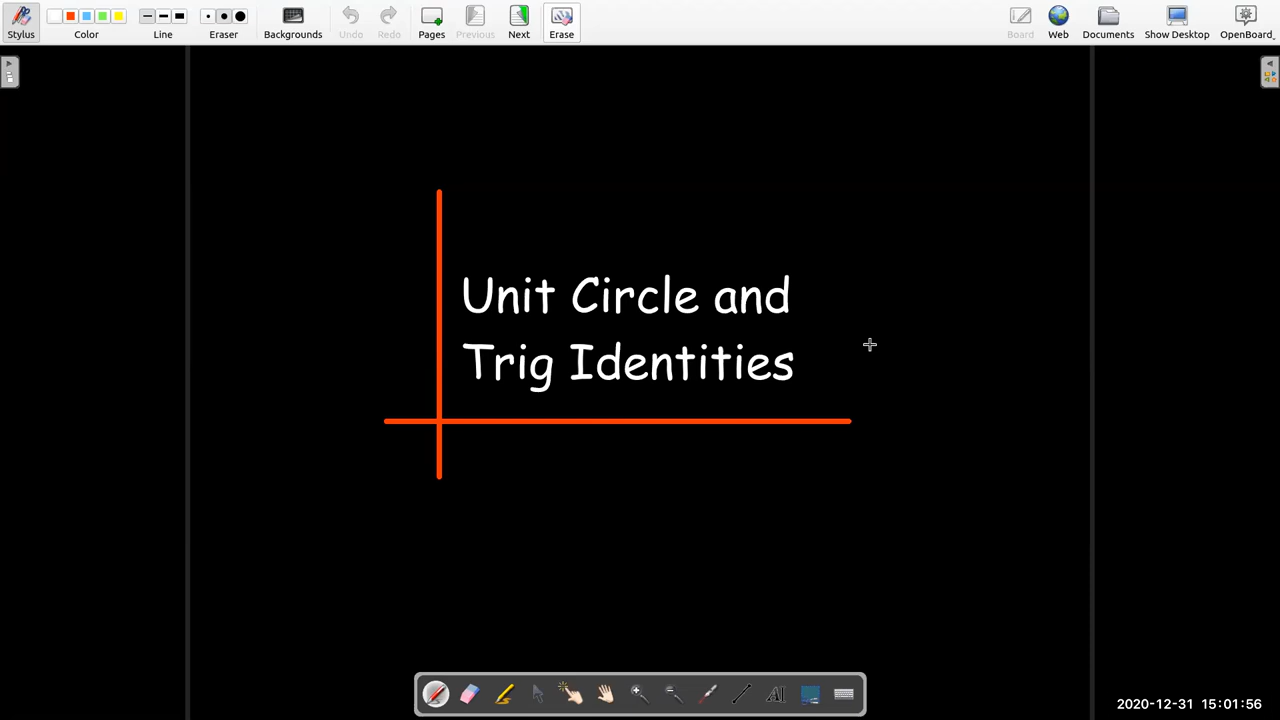 Stylus Color Line Eraser Backgrounds Undo Redo Pages Previous Next Erase Board Web Documents Show Desktop OpenBoard
Unit Circle and
Trig Identities
AI
2020-12-31 15:01:56